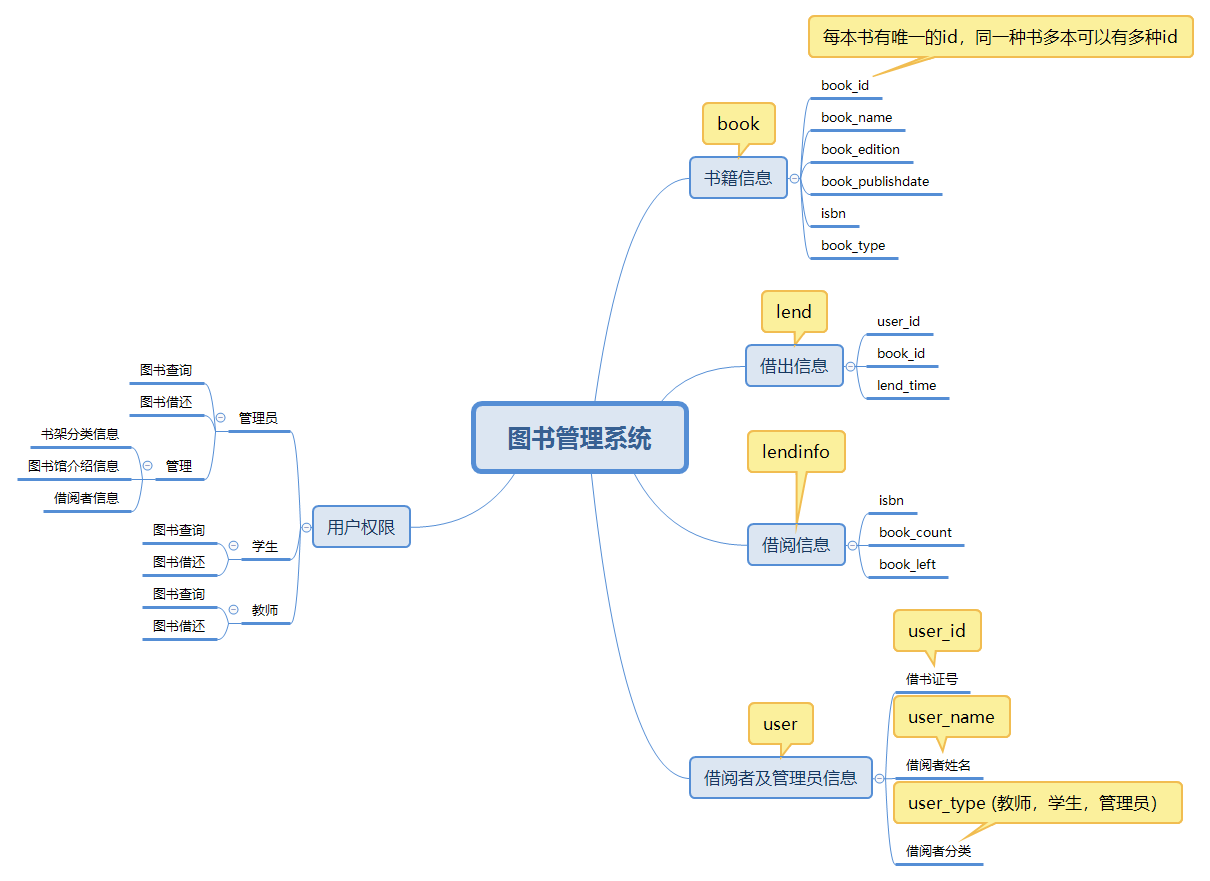 每本书有唯一的id，同一种书多本可以有多种id
book_id
book_name
book
book_edition
书籍信息
book_publishdate
isbn
book_type
lend
user_id
借出信息
book_id
lend_time
图书管理系统
lendinfo
isbn
借阅信息
book_count
book_left
user_id
借书证号
user_name
user
借阅者姓名
借阅者及管理员信息
user_type (教师，学生，管理员）
借阅者分类
用户权限
管理员
图书查询
图书借还
管理
书架分类信息
图书馆介绍信息
借阅者信息
学生
图书查询
图书借还
教师
图书查询
图书借还